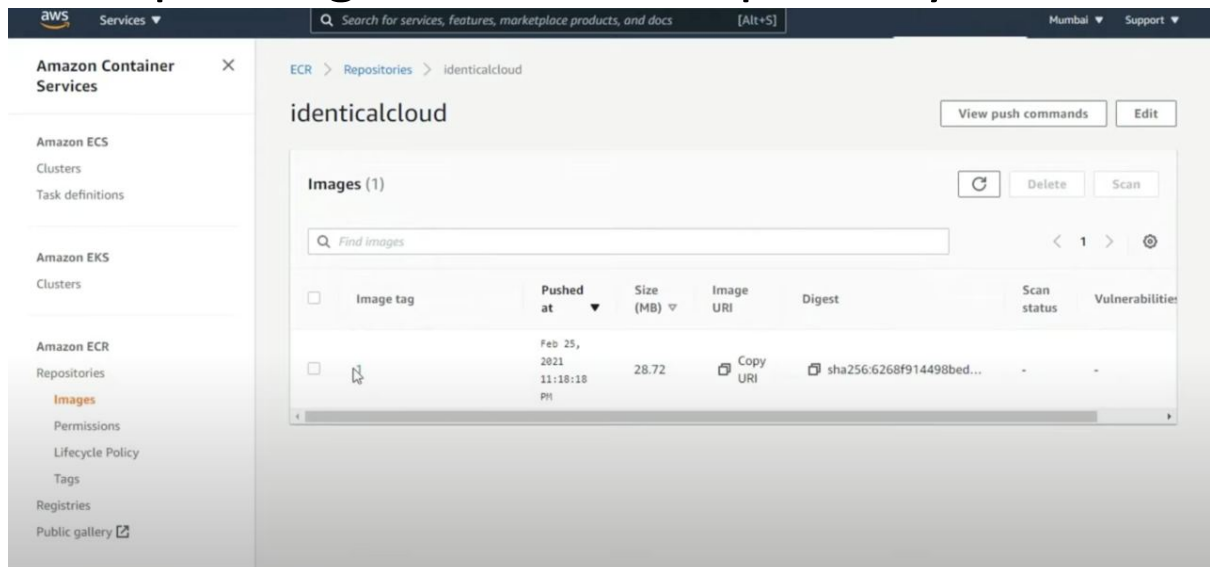 aws Services ▼ Search for services, features, marketplace products, and docs [Alt+S] Mumbai ▼ Support ▼
Amazon Container
Services
Amazon ECS
Clusters
Task definitions
Amazon EKS
Clusters
Amazon ECR
Repositories
Images
Permissions
Lifecycle Policy
Tags
Registries
Public gallery
ECR > Repositories > identicalcloud
identicalcloud
View push commands Edit
Images (1)
Delete Scan
Find images
< 1 >
Image tag
Pushed
at ▼
Size
(MB) ▽
Image
URI
Digest
Scan
status
Vulnerabilities
Feb 25,
2021
11:18:18
PM
28.72
Copy
URI
sha256:6268f914498bed...
-
-